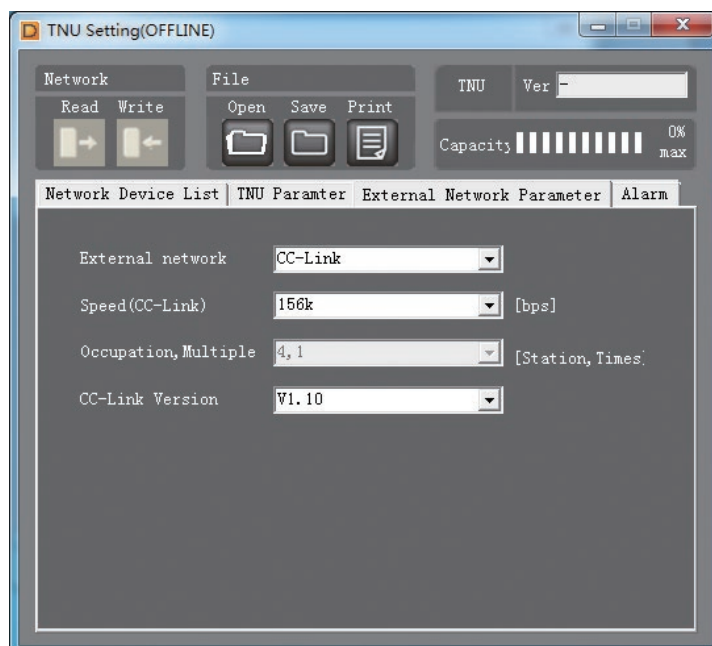 TNU Setting(OFFLINE)
Network File TNU Ver -
Read Write Open Save Print
Capacity 0% max
Network Device List TNU Paramter External Network Parameter Alarm
External network CC-Link
Speed(CC-Link) 156k [bps]
Occupation,Multiple 4,1 [Station,Times]
CC-Link Version V1.10